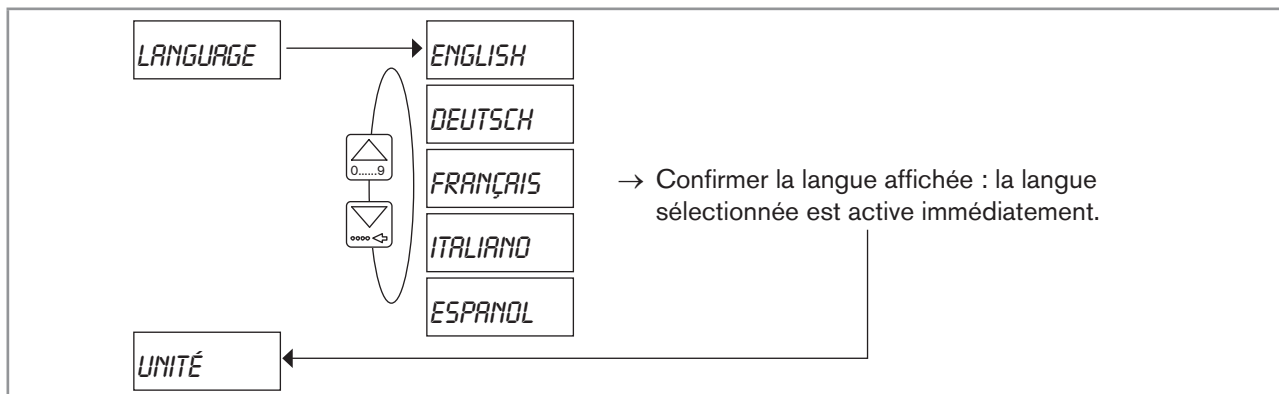 LANGUAGE
ENGLISH
DEUTSCH
0......9
FRANÇAIS
→ Confirmer la langue affichée : la langue
sélectionnée est active immédiatement.
ITALIANO
ESPANOL
UNITÉ